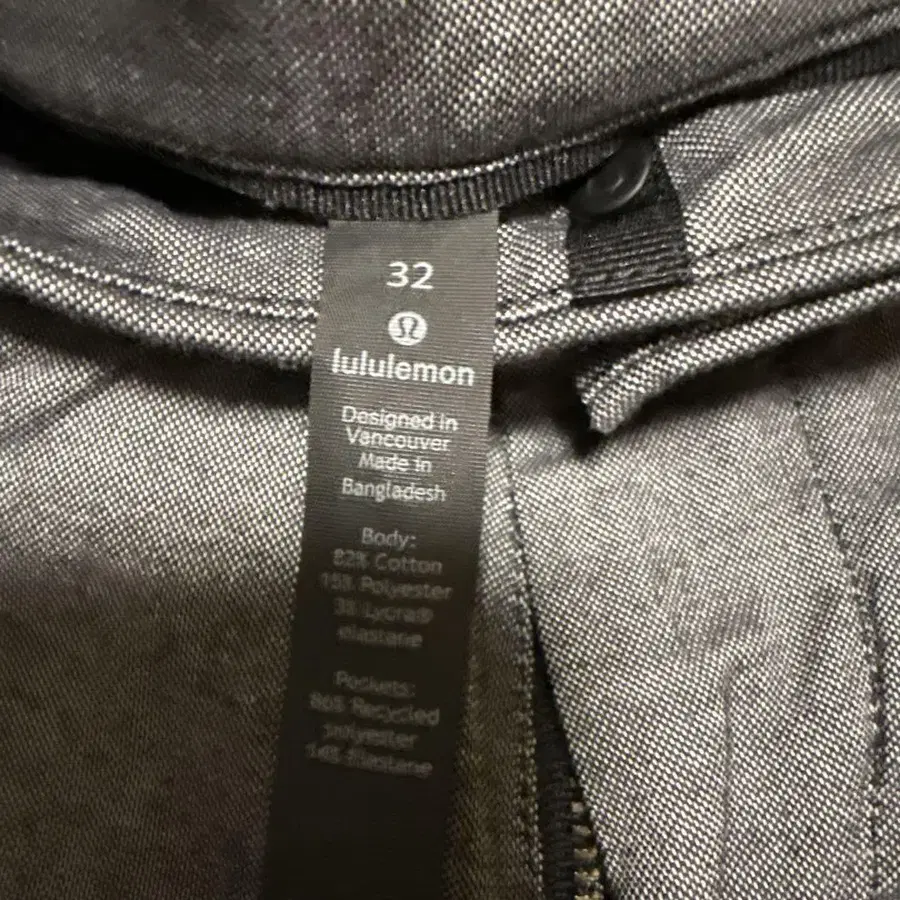 32
lululemon
Designed in
Vancouver
Made in
Bangladesh
Body:
82% Cotton
15% Polyester
3% Lycra®
elastane
Pockets:
86% Recycled
polyester
14% Elastane